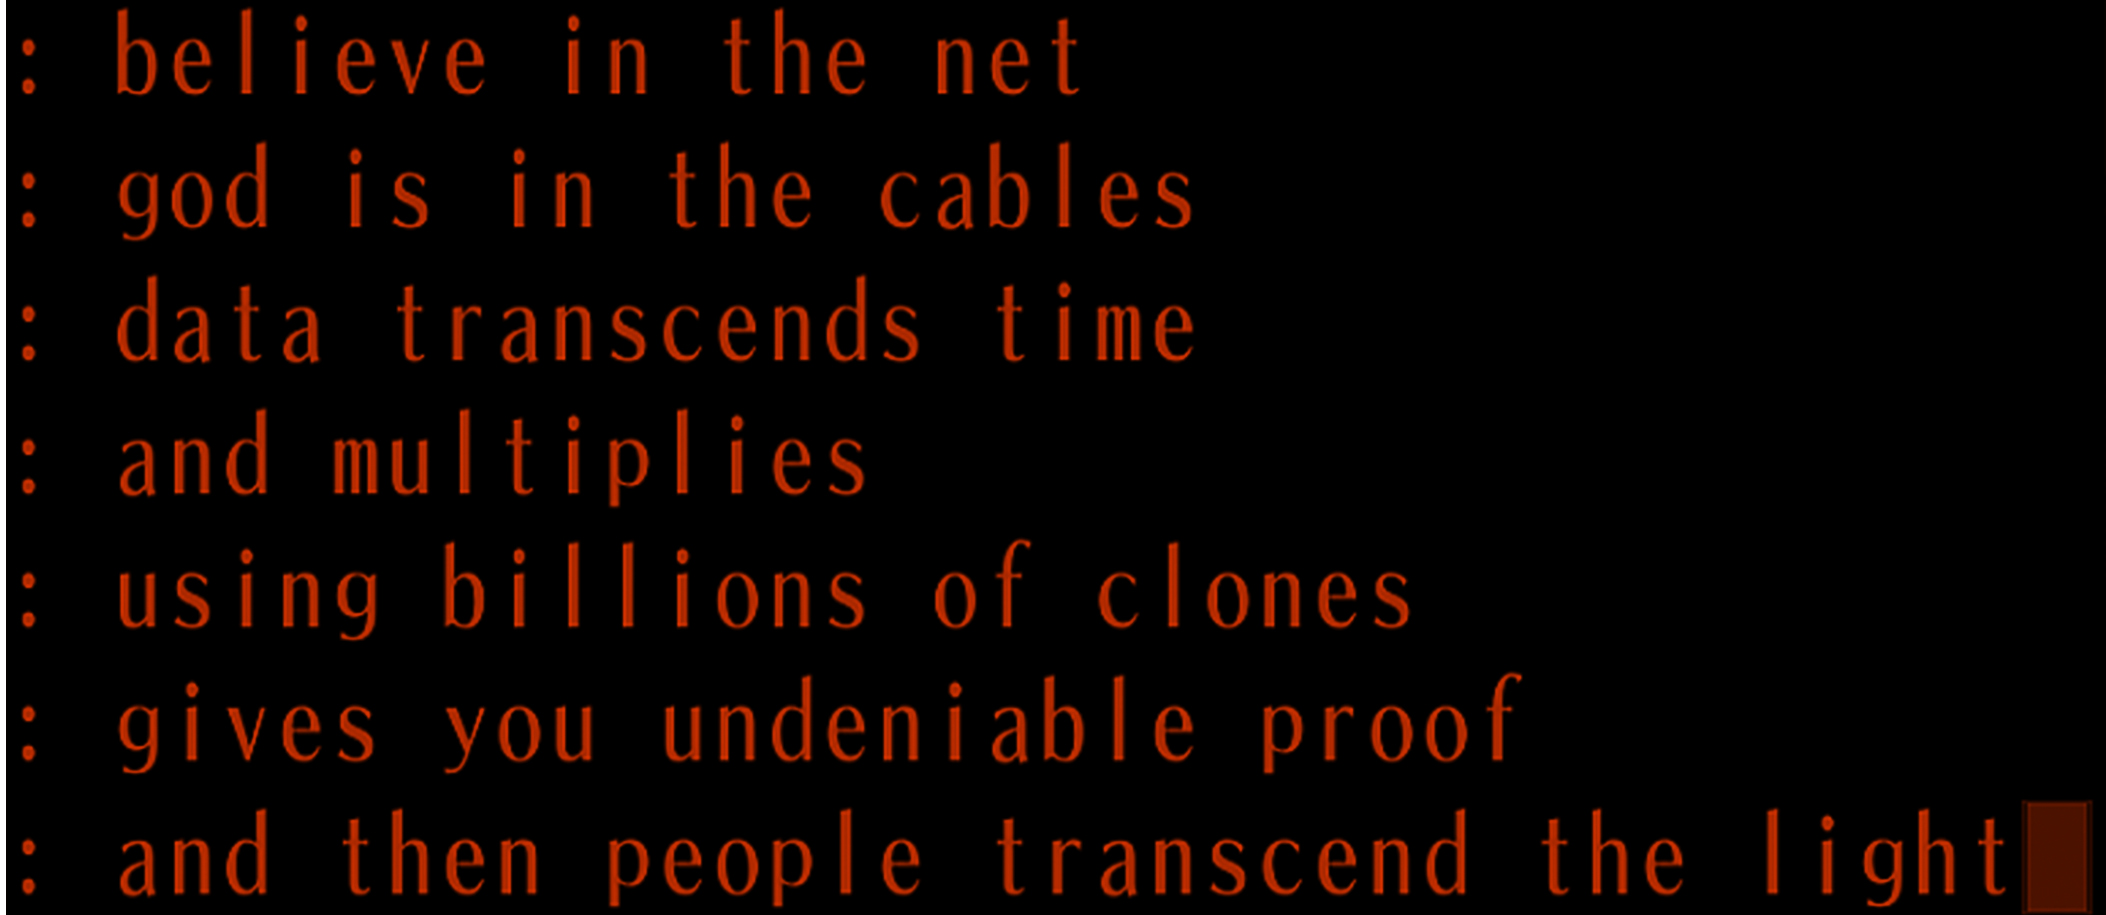 : believe in the net
: god is in the cables
: data transcends time
: and multiplies
: using billions of clones
: gives you undeniable proof
: and then people transcend the light